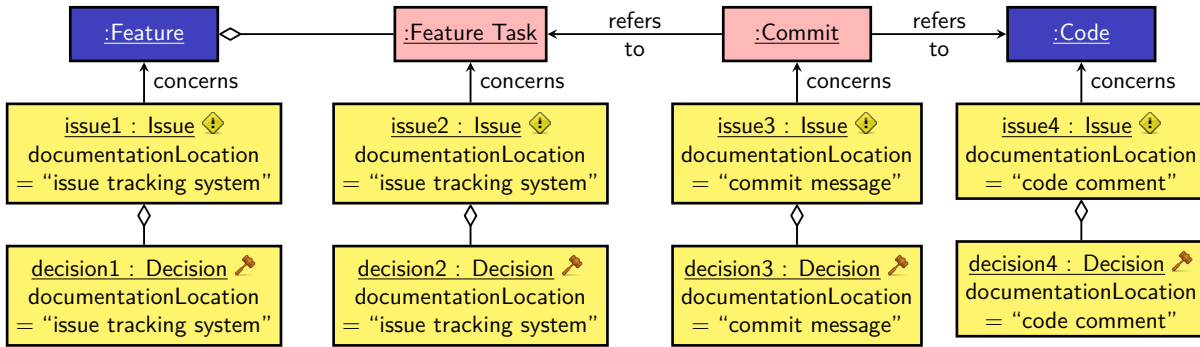 :Feature
:Feature Task
refers
to
:Commit
refers
to
:Code
concerns
concerns
concerns
concerns
issue1 : Issue
documentationLocation
= “issue tracking system”
issue2 : Issue
documentationLocation
= “issue tracking system”
issue3 : Issue
documentationLocation
= “commit message”
issue4 : Issue
documentationLocation
= “code comment”
decision1 : Decision
documentationLocation
= “issue tracking system”
decision2 : Decision
documentationLocation
= “issue tracking system”
decision3 : Decision
documentationLocation
= “commit message”
decision4 : Decision
documentationLocation
= “code comment”